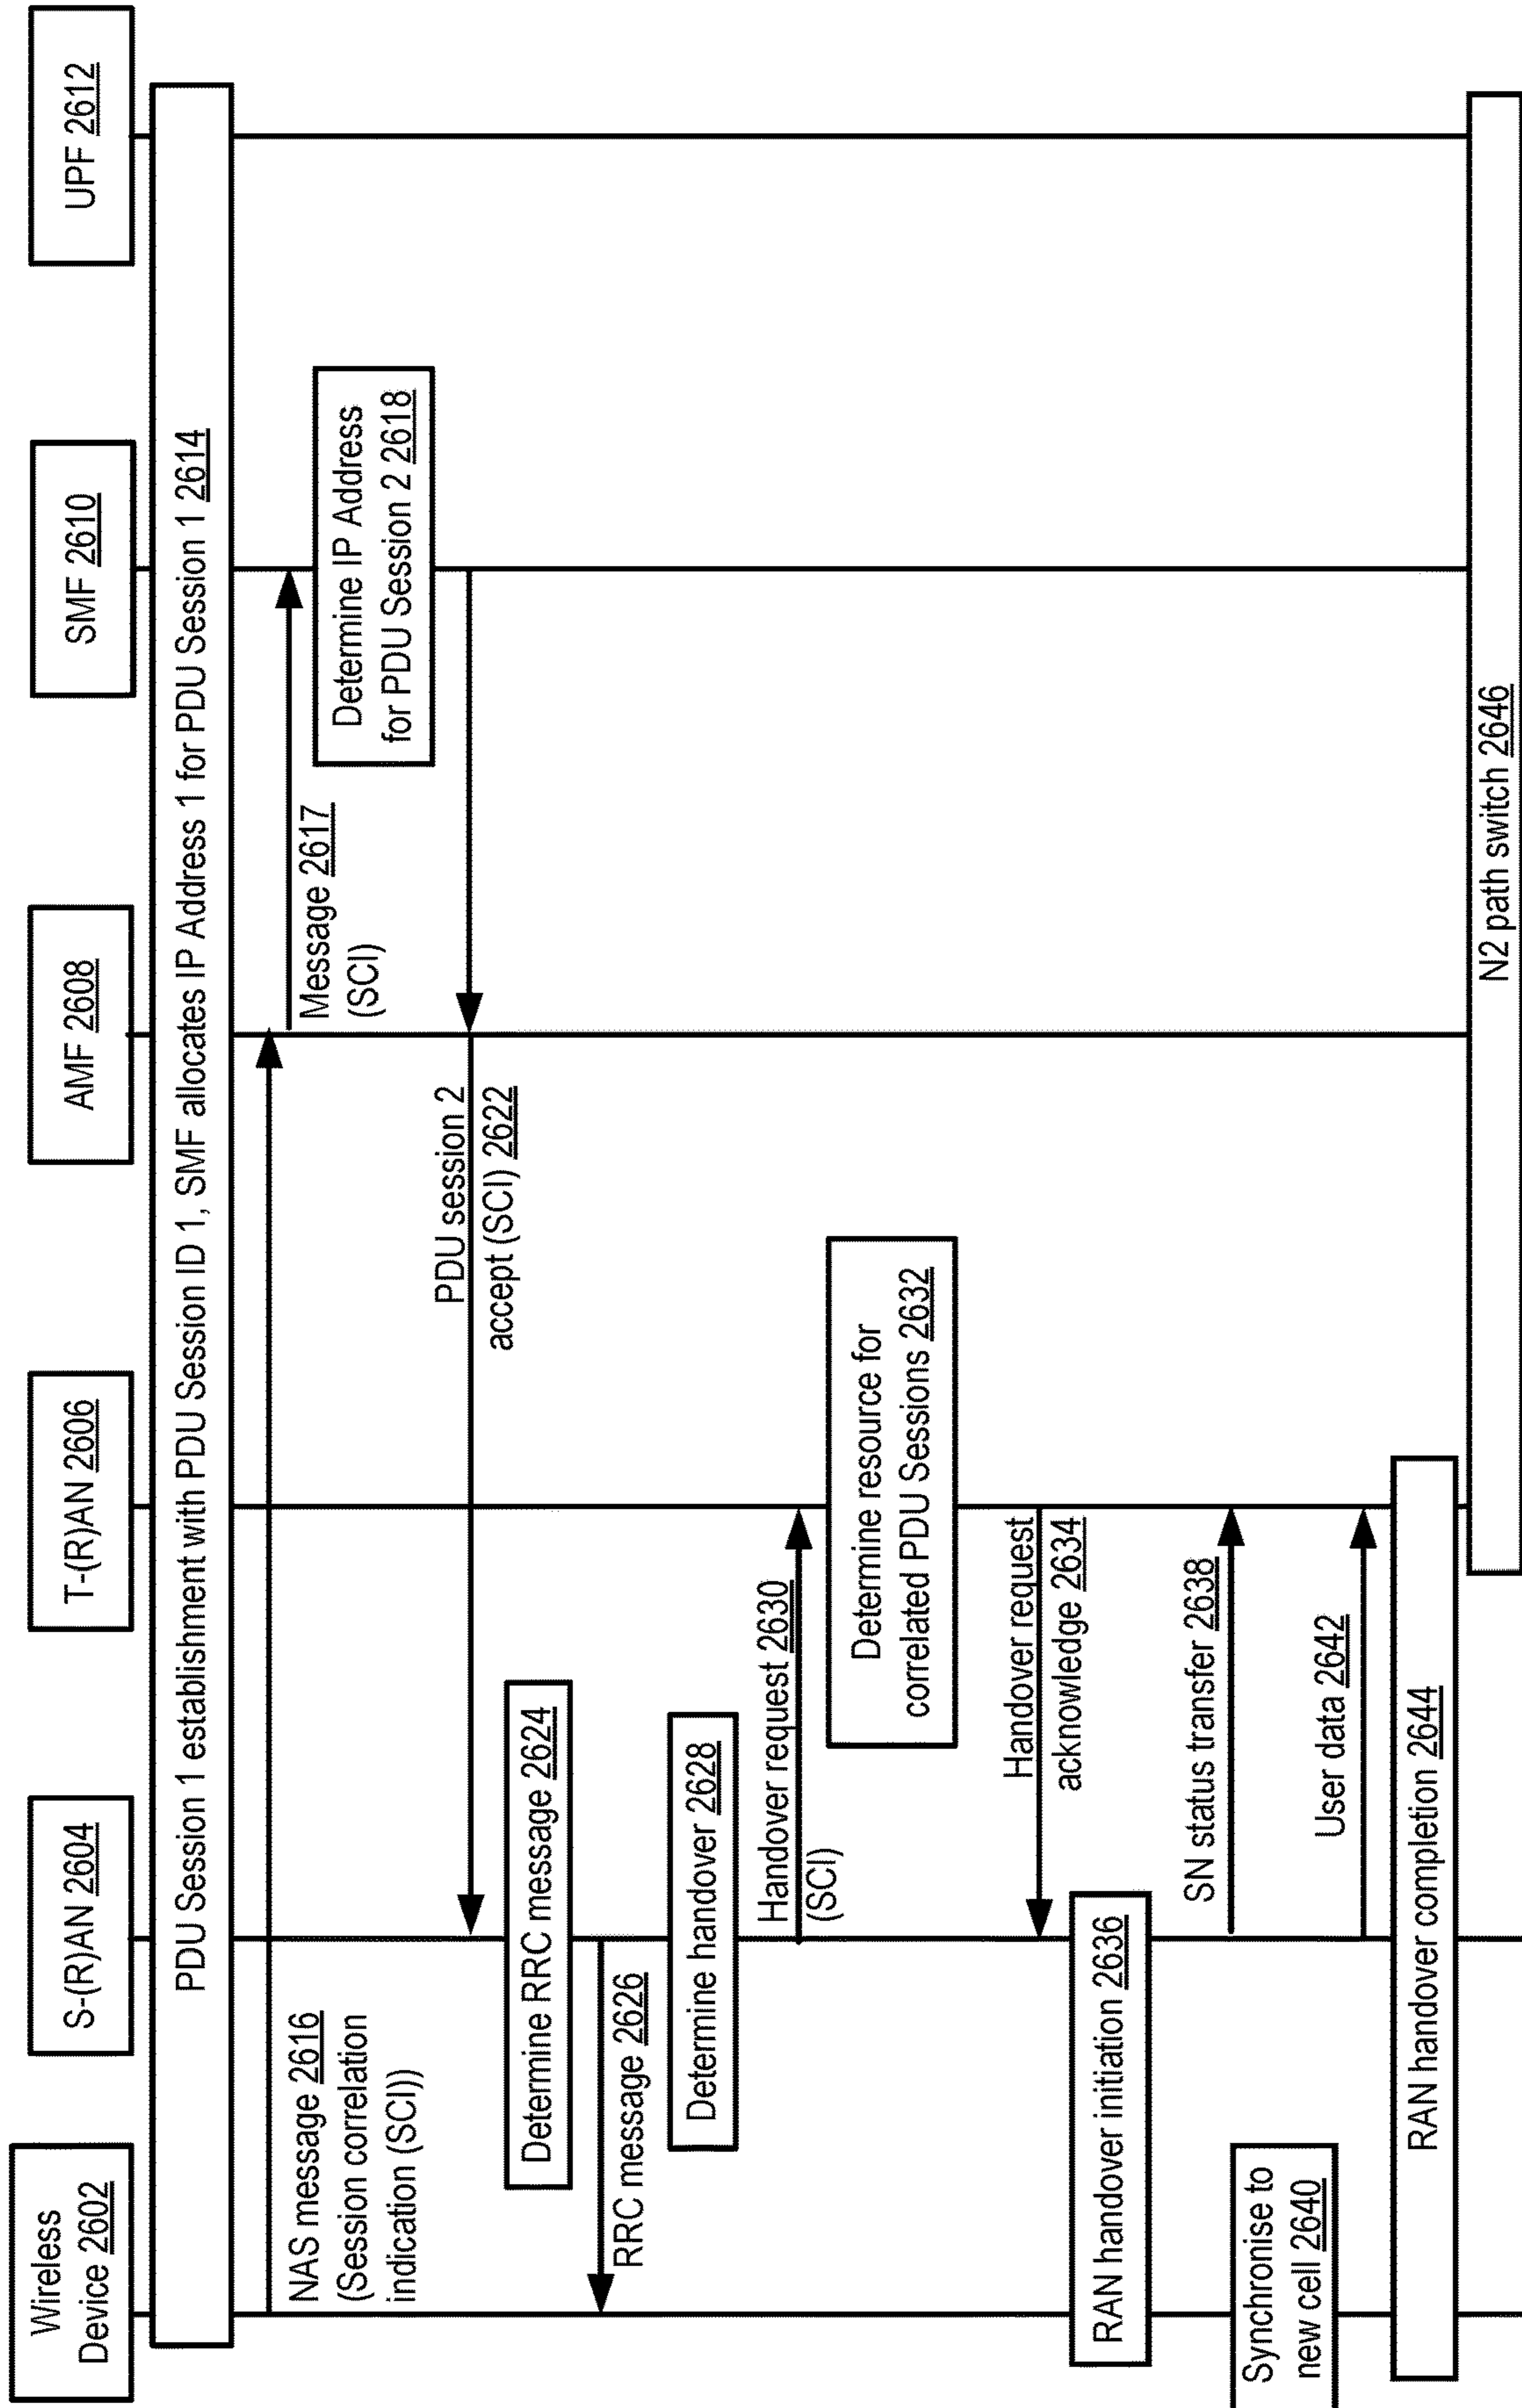 Wireless
Device 2602
S-(R)AN 2604
T-(R)AN 2606
AMF 2608
SMF 2610
UPF 2612
PDU Session 1 establishment with PDU Session ID 1, SMF allocates IP Address 1 for PDU Session 1 2614
NAS message 2616
(Session correlation
indication (SCI))
Message 2617
(SCI)
Determine IP Address
for PDU Session 2 2618
PDU session 2
accept (SCI) 2622
Determine RRC message 2624
RRC message 2626
Determine handover 2628
Handover request 2630
(SCI)
Determine resource for
correlated PDU Sessions 2632
Handover request
acknowledge 2634
RAN handover initiation 2636
SN status transfer 2638
Synchronise to
new cell 2640
User data 2642
RAN handover completion 2644
N2 path switch 2646